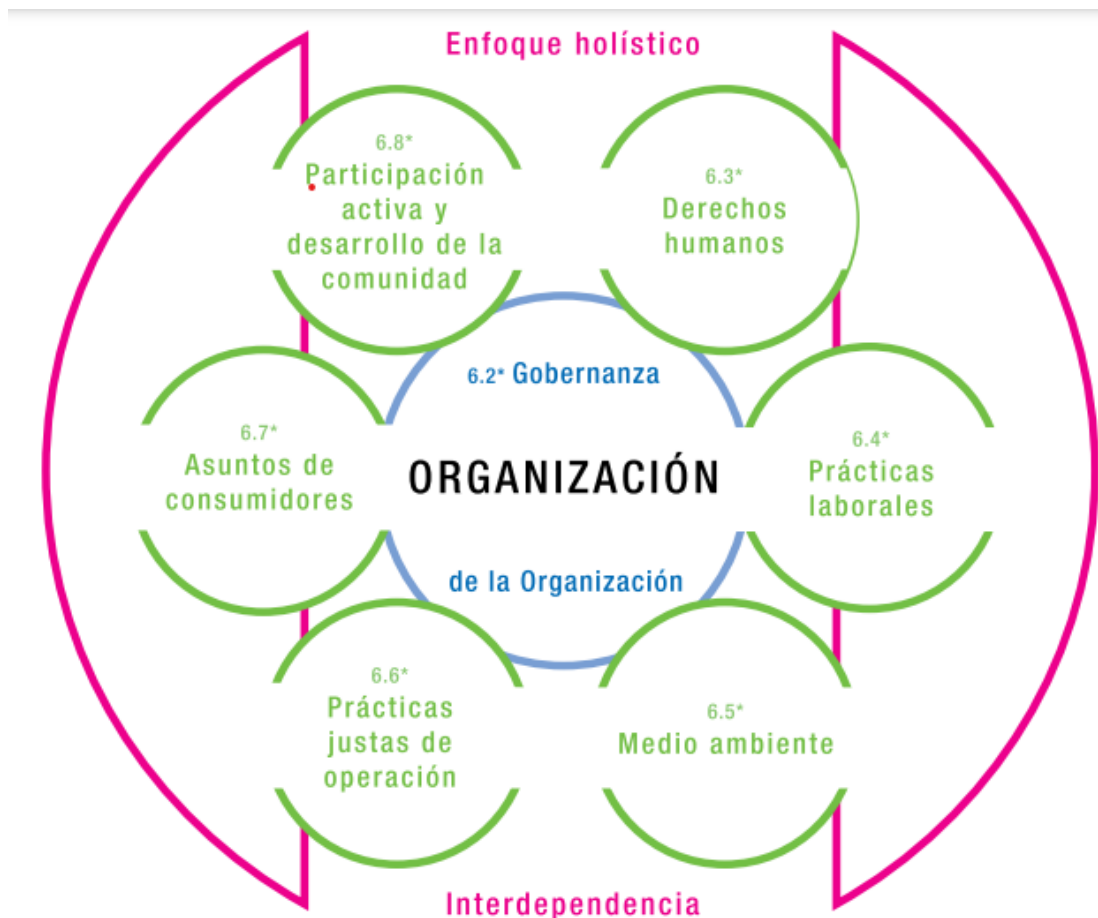 Enfoque holístico
6.8*
Participación
activa y
desarrollo de la
comunidad
6.3*
Derechos
humanos
6.2* Gobernanza
ORGANIZACIÓN
de la Organización
6.7*
Asuntos de
consumidores
6.4*
Prácticas
laborales
6.6*
Prácticas
justas de
operación
6.5*
Medio ambiente
Interdependencia